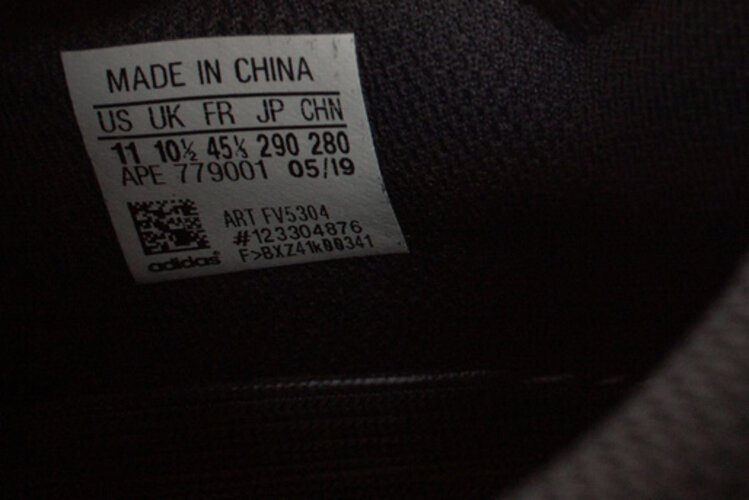 MADE IN CHINA
US UK FR JP CHN
11 10½ 45⅓ 290 280
APE 779001 05/19
ART FV5304
#123304876
F>BXZ41k00341
adidas